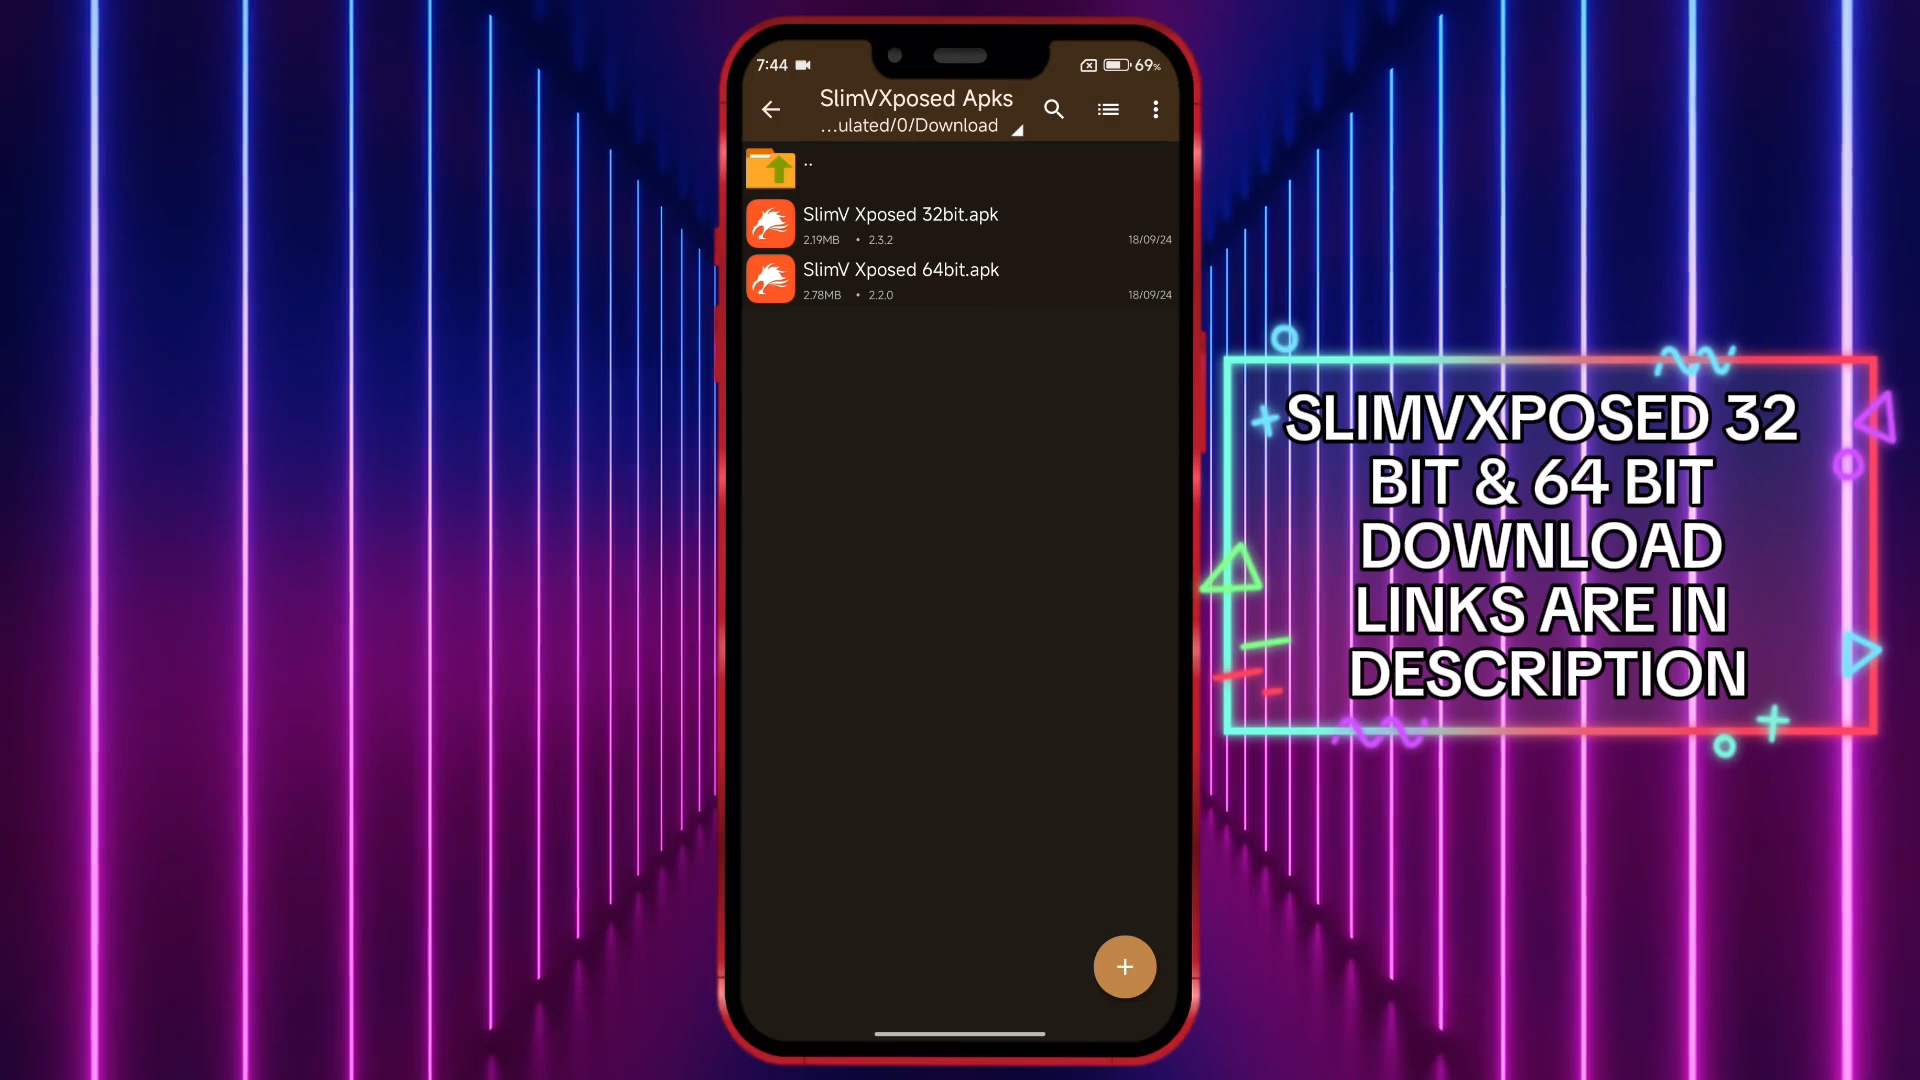 7:44
69%
SlimVXposed Apks
...ulated/0/Download
..
SlimV Xposed 32bit.apk
2.19MB • 2.3.2
18/09/24
SlimV Xposed 64bit.apk
2.78MB • 2.2.0
18/09/24
SLIMVXPOSED 32
BIT & 64 BIT
DOWNLOAD
LINKS ARE IN
DESCRIPTION